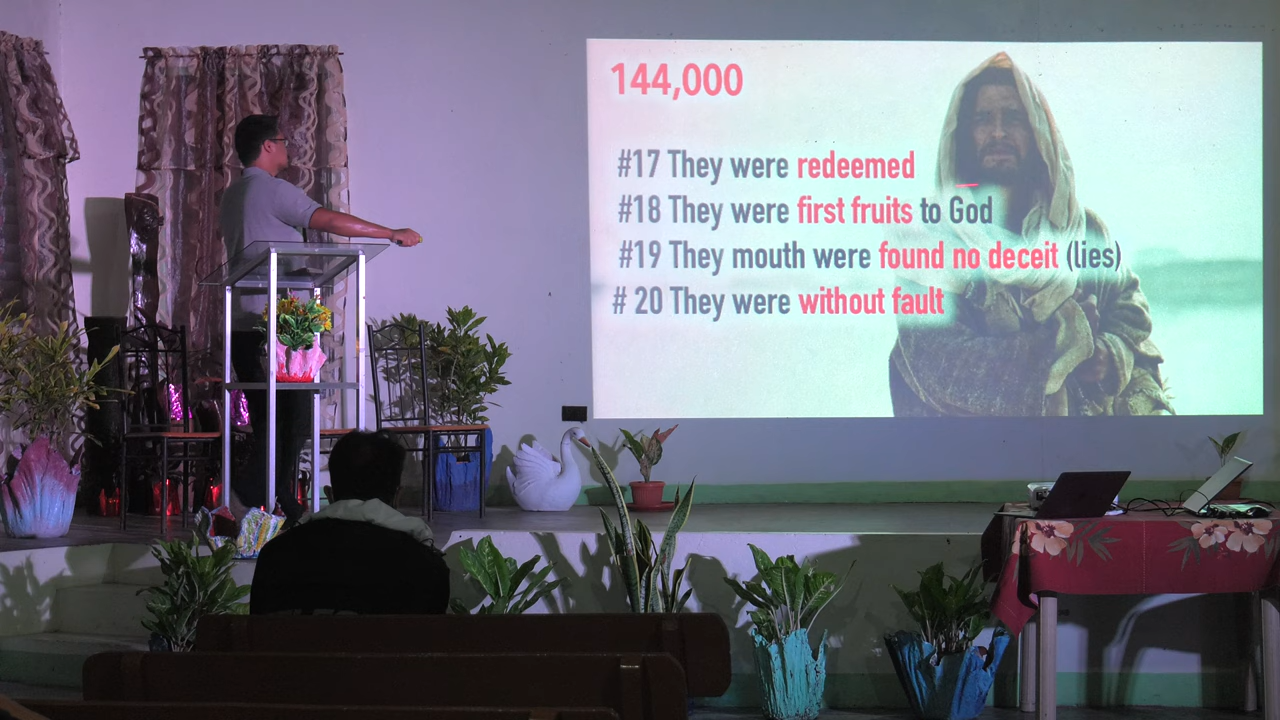 144,000
#17 They were redeemed
#18 They were first fruits to God
#19 They mouth were found no deceit (lies)
# 20 They were without fault